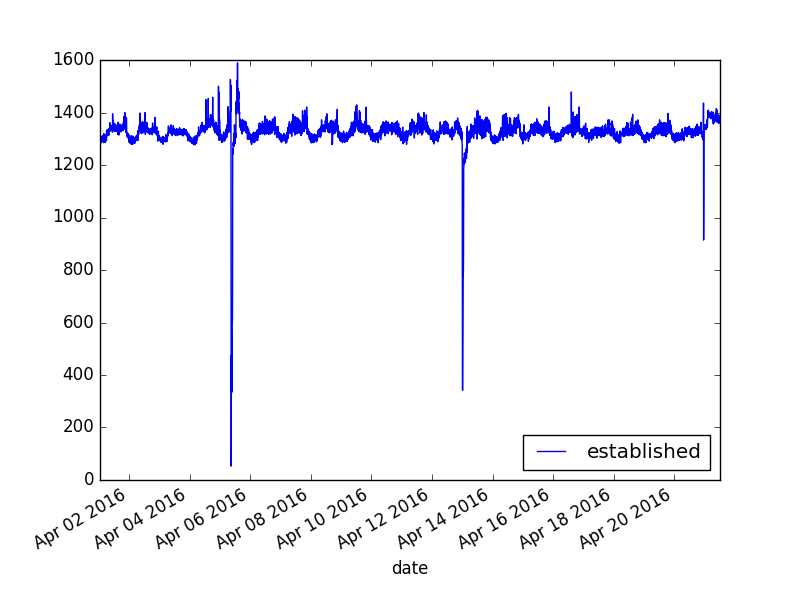 1600
1400
1200
1000
800
600
400
200
0
established
Apr 02 2016
Apr 04 2016
Apr 06 2016
Apr 08 2016
Apr 10 2016
Apr 12 2016
Apr 14 2016
Apr 16 2016
Apr 18 2016
Apr 20 2016
date